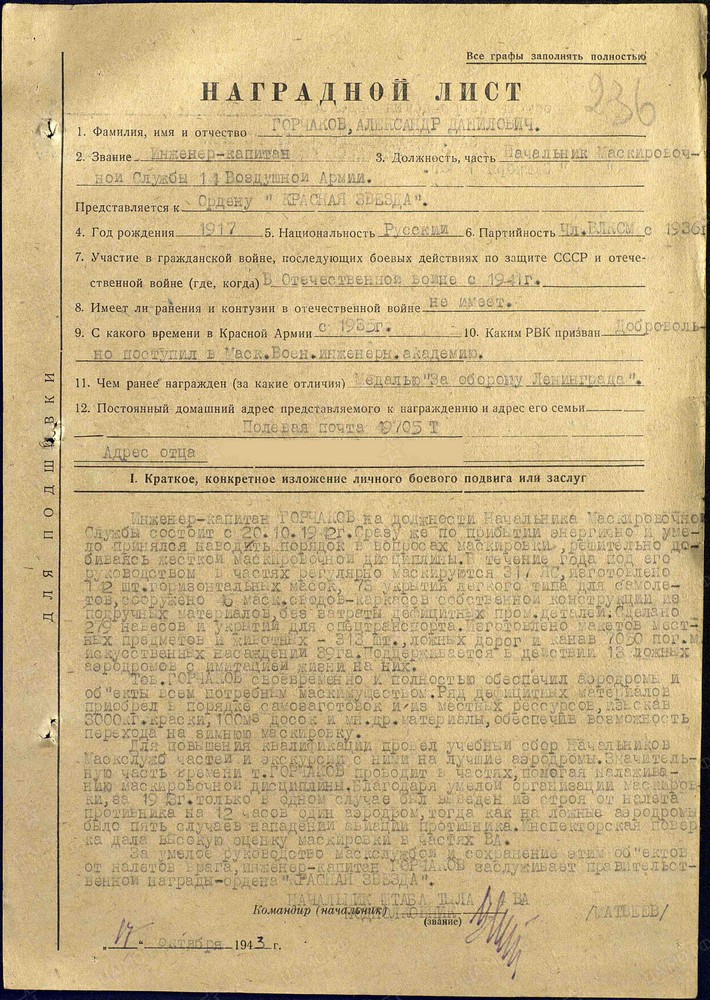 Все графы заполнять полностью
НАГРАДНОЙ ЛИСТ
236
1. Фамилия, имя и отчество ГОРЧАКОВ, АЛЕКСАНДР ДАНИЛОВИЧ.
2. Звание Инженер-капитан 3. Должность, часть Начальник Маскировоч-
ной Службы 14 Воздушной Армии.
Представляется к Ордену "КРАСНАЯ ЗВЕЗДА".
4. Год рождения 1917 5. Национальность Русский 6. Партийность Чл.ВЛКСМ с 1936г
7. Участие в гражданской войне, последующих боевых действиях по защите СССР и отече-
ственной войне (где, когда) В Отечественной войне с 1941г.
8. Имеет ли ранения и контузии в отечественной войне не имеет.
9. С какого времени в Красной Армии с 1935г. 10. Каким РВК призван Доброволь-
но поступил в Маск.Воен.инженерн.академию.
11. Чем ранее награжден (за какие отличия) Медалью "За оборону Ленинграда".
12. Постоянный домашний адрес представляемого к награждению и адрес его семьи
Полевая почта 19705 Т
Адрес отца
I. Краткое, конкретное изложение личного боевого подвига или заслуг
Инженер-капитан ГОРЧАКОВ на должности Начальника Маскировочной
Службы состоит с 20.10.1942г. Сразу же по прибытии энергично и уме-
ло принялся наводить порядок в вопросах маскировки, решительно до-
биваясь жесткой маскировочной дисциплины. В течение года под его
руководством в частях регулярно маскируются 317 ЛС, изготовлено
112 шт. горизонтальных масок, 75 укрытий легкого типа для самоле-
тов, сооружено 6 маск.сводов-каркасов собственной конструкции из
подручных материалов, без затраты дефицитных пром.деталей. Сделано
279 навесов и укрытий для спецтранспорта. Изготовлено макетов мест-
ных предметов и животных - 313 шт., ложных дорог и канав 7050 пог.м.
искусственных насаждений 39га. Поддерживается в действии 13 ложных
аэродромов с имитацией жизни на них.
Тов. ГОРЧАКОВ своевременно и полностью обеспечил аэродромы и
об"екты всем потребным маскимуществом. Ряд дефицитных материалов
приобрел в порядке самозаготовок и из местных рессурсов, изыскав
3000кг. краски, 100м3 досок и мн.др.материалы, обеспечив возможность
перехода на зимнюю маскировку.
Для повышения квалификации провел учебный сбор Начальников
Маскслужб частей и экскурсии с ними на лучшие аэродромы. Значитель-
ную часть времени т. ГОРЧАКОВ проводит в частях, помогая налажива-
нию маскировочной дисциплины. Благодаря умелой организации маскиров-
ки, за 1943г. только в одном случае был выведен из строя от налета
противника на 12 часов один аэродром, тогда как на ложные аэродромы
было пять случаев нападений авиации противника. Инспекторская повер-
ка дала высокую оценку маскировки в частях ВА.
За умелое руководство маскслужбой и сохранение этим об"ектов
от налетов врага, инженер-капитан ГОРЧАКОВ заслуживает правительст-
венной награды-ордена "КРАСНАЯ ЗВЕЗДА".
НАЧАЛЬНИК ШТАБА ТЫЛА ВА
Командир (начальник) ПОДПОЛКОВНИК /МАТВЕЕВ/
(звание)
"17" октября 1943 г.
ДЛЯ ПОДШИВКИ